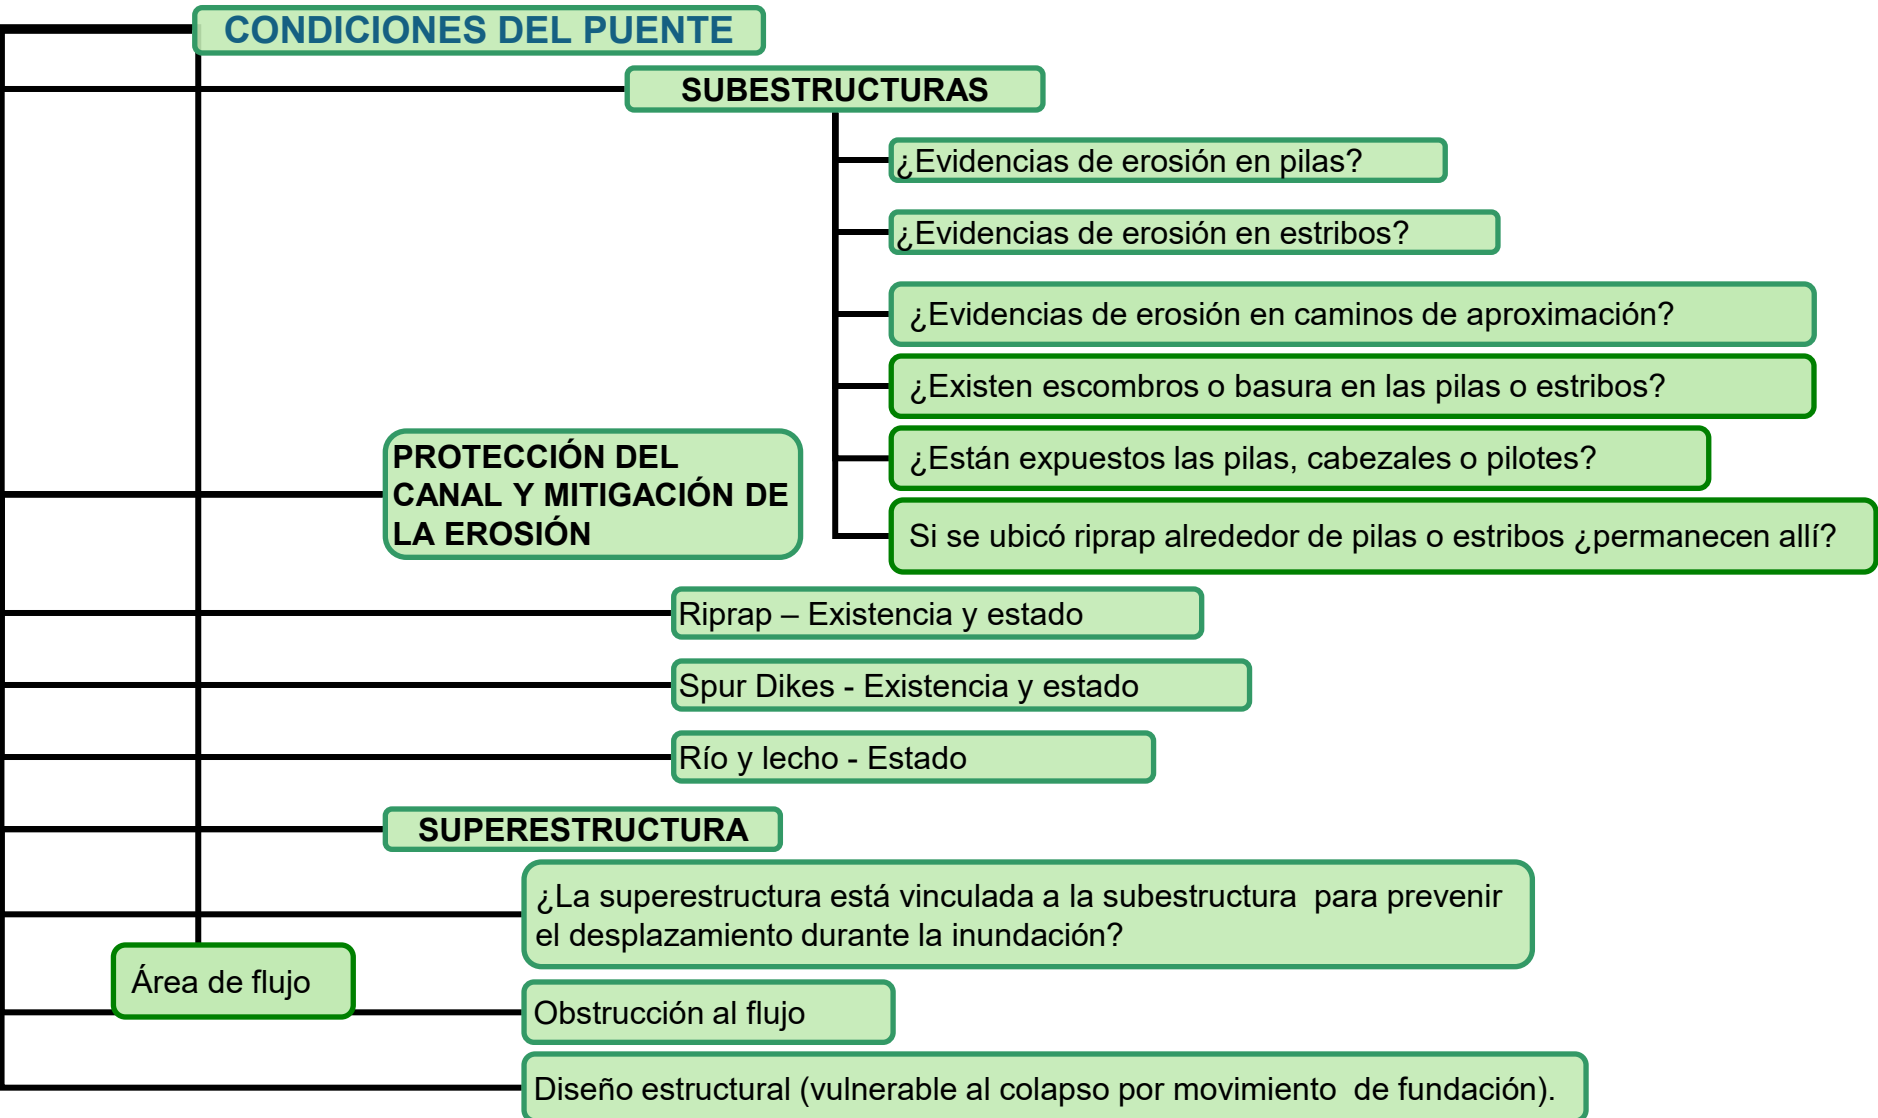 CONDICIONES DEL PUENTE
SUBESTRUCTURAS
¿Evidencias de erosión en pilas?
¿Evidencias de erosión en estribos?
¿Evidencias de erosión en caminos de aproximación?
¿Existen escombros o basura en las pilas o estribos?
¿Están expuestos las pilas, cabezales o pilotes?
Si se ubicó riprap alrededor de pilas o estribos ¿permanecen allí?
PROTECCIÓN DEL
CANAL Y MITIGACIÓN DE
LA EROSIÓN
Riprap – Existencia y estado
Spur Dikes - Existencia y estado
Río y lecho - Estado
SUPERESTRUCTURA
¿La superestructura está vinculada a la subestructura para prevenir
el desplazamiento durante la inundación?
Área de flujo
Obstrucción al flujo
Diseño estructural (vulnerable al colapso por movimiento de fundación).